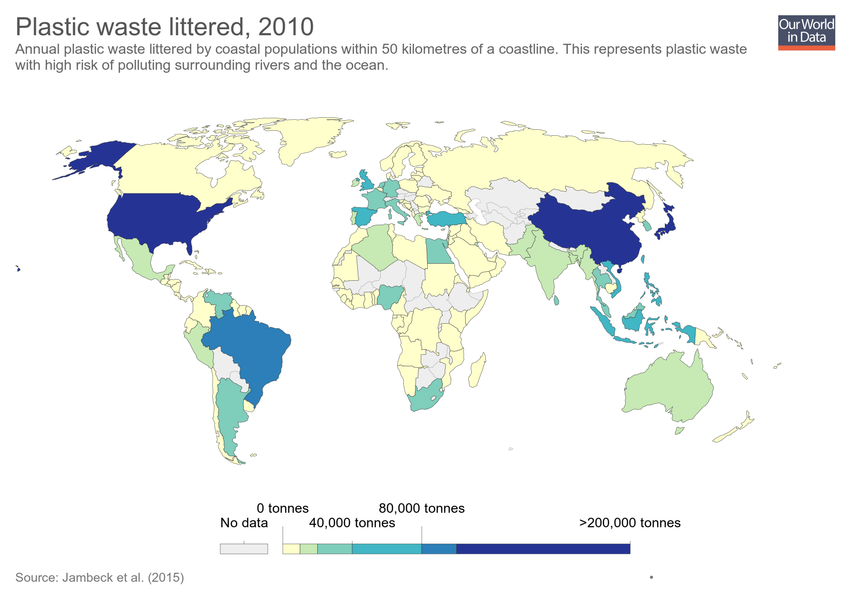 Plastic waste littered, 2010
Our World
in Data
Annual plastic waste littered by coastal populations within 50 kilometres of a coastline. This represents plastic waste
with high risk of polluting surrounding rivers and the ocean.
0 tonnes
80,000 tonnes
No data
40,000 tonnes
>200,000 tonnes
Source: Jambeck et al. (2015)